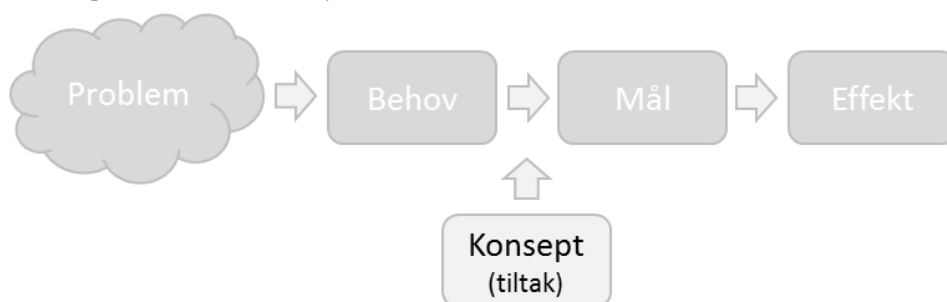 Problem
Behov
Mål
Effekt
Konsept
(tiltak)